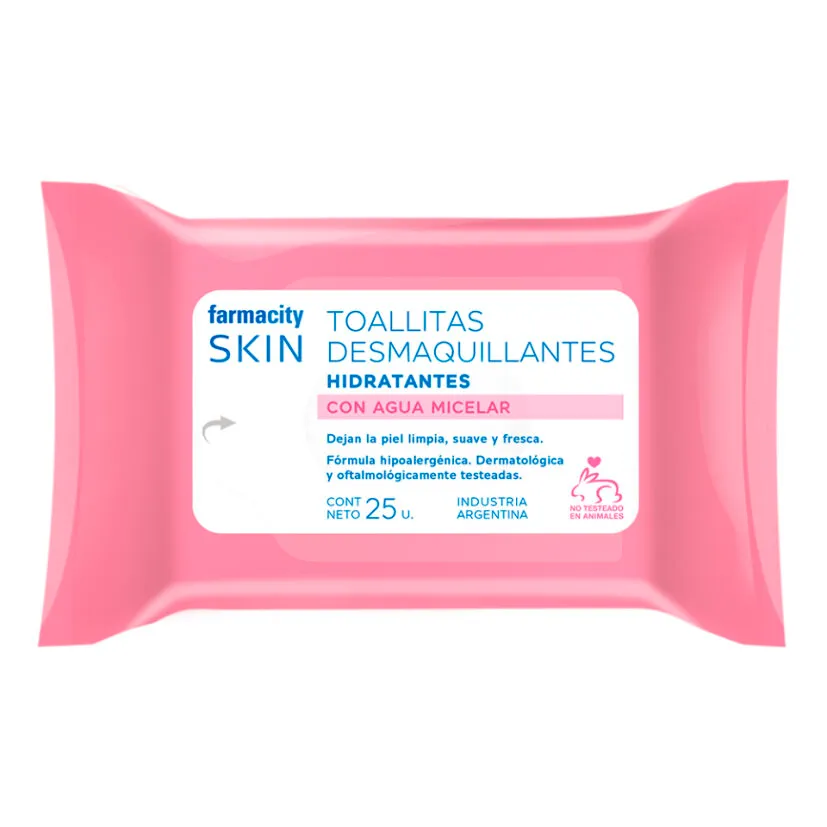 farmacity
SKIN
TOALLITAS
DESMAQUILLANTES
HIDRATANTES
CON AGUA MICELAR
Dejan la piel limpia, suave y fresca.
Fórmula hipoalergénica. Dermatológica
y oftalmológicamente testeadas.
CONT
NETO 25 U.
INDUSTRIA
ARGENTINA
NO TESTEADO
EN ANIMALES